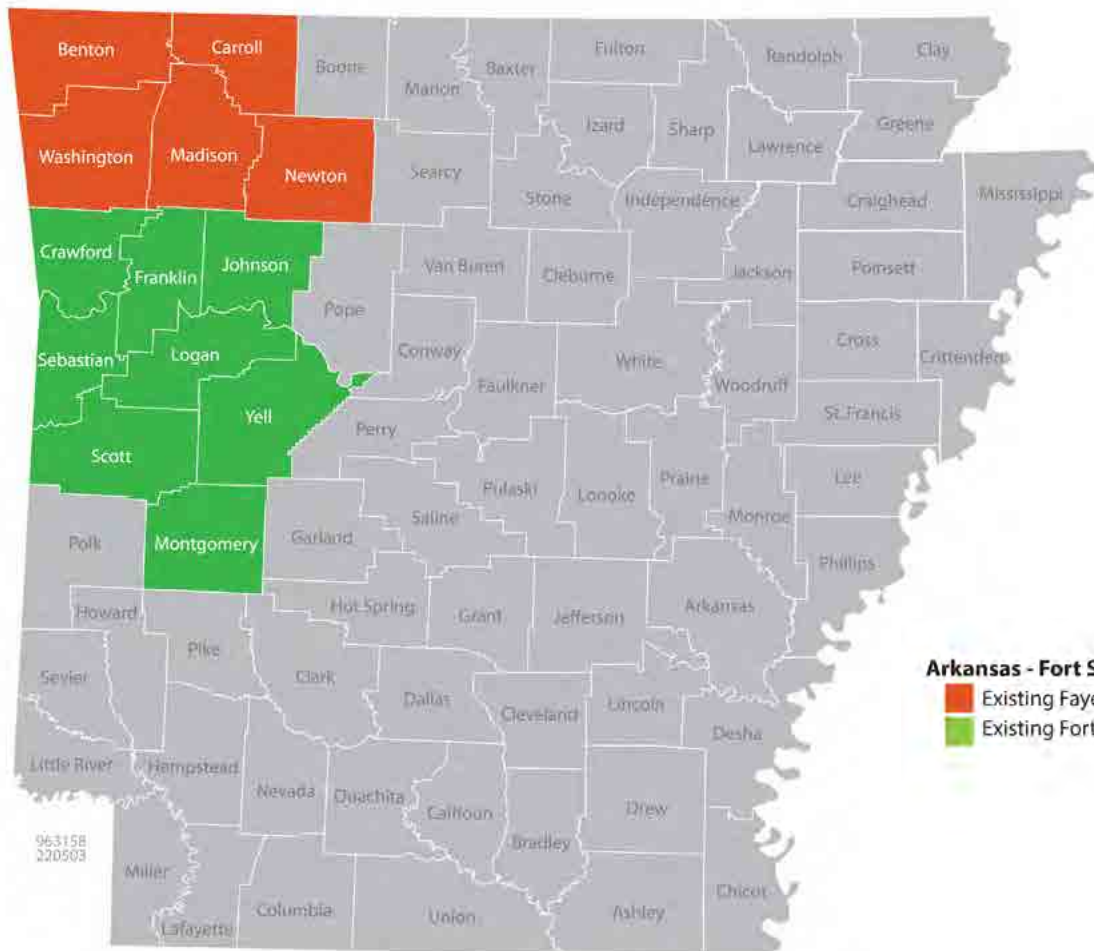 Benton
Carroll
Boone
Marion
Baxter
Fulton
Randolph
Clay
Izard
Sharp
Lawrence
Greene
Washington
Madison
Newton
Searcy
Stone
Independence
Craighead
Mississippi
Crawford
Franklin
Johnson
Van Buren
Cleburne
Jackson
Poinsett
Pope
Sebastian
Logan
Conway
Faulkner
White
Woodruff
Cross
Crittenden
Yell
Perry
St. Francis
Scott
Pulaski
Lonoke
Praine
Lee
Saline
Monroe
Polk
Montgomery
Garland
Phillips
Howard
Hot Spring
Grant
Jefferson
Arkansas
Pike
Sevier
Clark
Dallas
Cleveland
Lincoln
Desha
Arkansas - Fort S
Existing Faye
Existing Fort
Little River
Hempstead
Nevada
Ouachita
Calhoun
Drew
Bradley
963158
220503
Miller
Lafayette
Columbia
Union
Ashley
Chicot